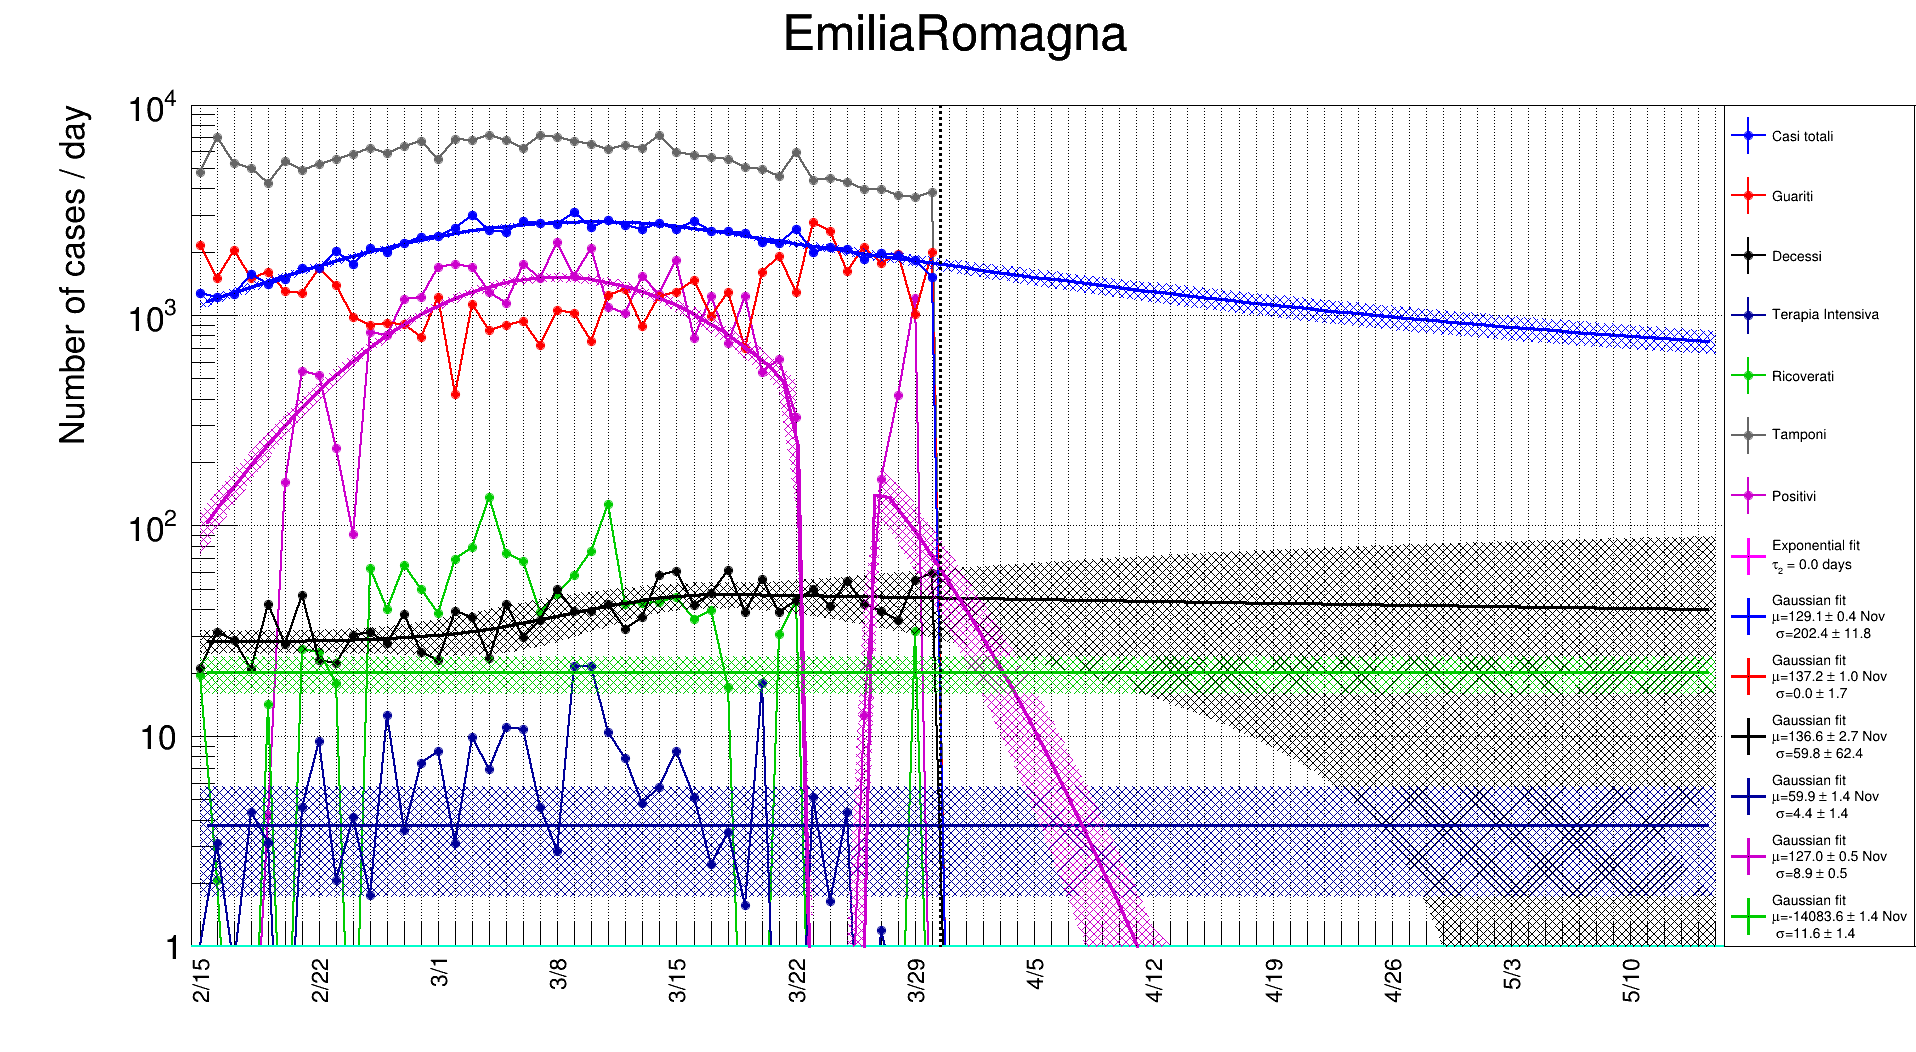 EmiliaRomagna
Number of cases / day
10⁴
10³
10²
10
1
2/15
2/22
3/1
3/8
3/15
3/22
3/29
4/5
4/12
4/19
4/26
5/3
5/10
Casi totali
Guariti
Decessi
Terapia Intensiva
Ricoverati
Tamponi
Positivi
Exponential fit
τ₂ = 0.0 days
Gaussian fit
μ=129.1 ± 0.4 Nov
σ=202.4 ± 11.8
Gaussian fit
μ=137.2 ± 1.0 Nov
σ=0.0 ± 1.7
Gaussian fit
μ=136.6 ± 2.7 Nov
σ=59.8 ± 62.4
Gaussian fit
μ=59.9 ± 1.4 Nov
σ=4.4 ± 1.4
Gaussian fit
μ=127.0 ± 0.5 Nov
σ=8.9 ± 0.5
Gaussian fit
μ=-14083.6 ± 1.4 Nov
σ=11.6 ± 1.4